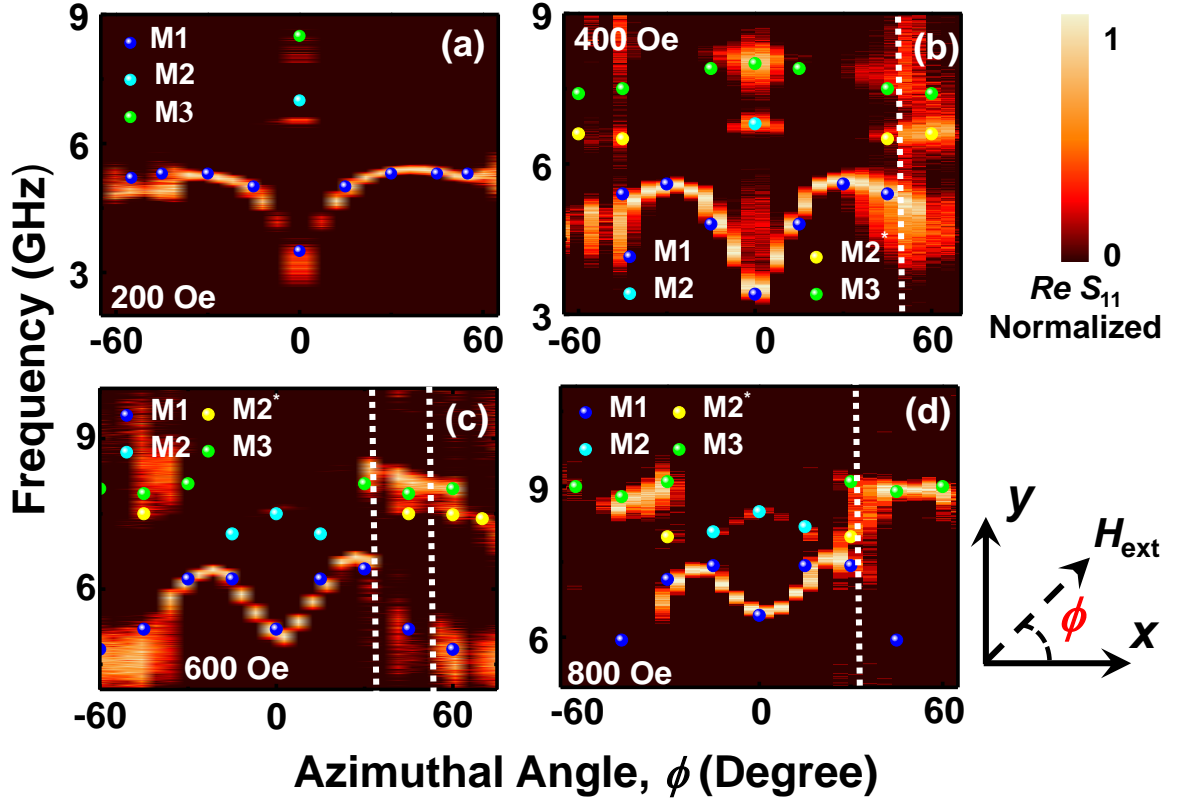 9
6
3
Frequency (GHz)
(a)
M1
M2
M3
200 Oe
-60
0
60
9
6
3
400 Oe
(b)
M1
M2
M2*
M3
-60
0
60
1
0
Re S11
Normalized
9
6
(c)
M1
M2*
M2
M3
600 Oe
-60
0
60
9
6
(d)
M1
M2*
M2
M3
800 Oe
-60
0
60
y
Hext
ϕ
x
Azimuthal Angle, ϕ (Degree)